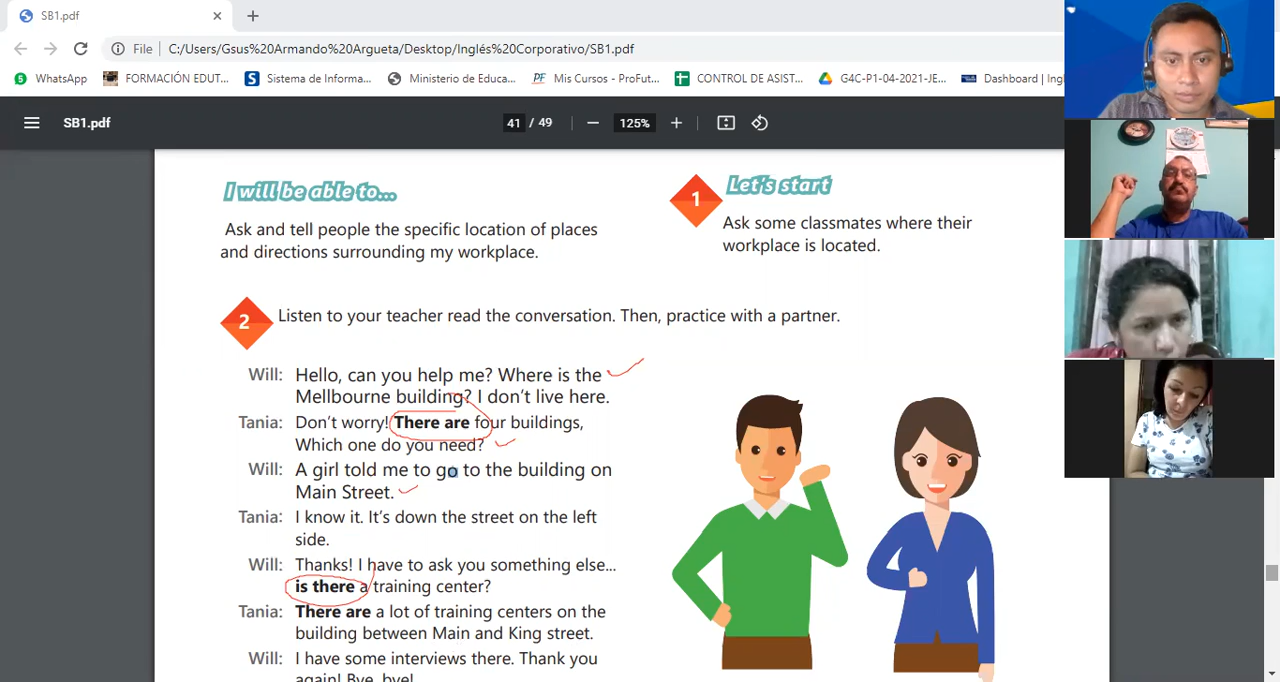 SB1.pdf
File C:/Users/Gsus%20Armando%20Argueta/Desktop/Inglés%20Corporativo/SB1.pdf
WhatsApp FORMACIÓN EDUT... Sistema de Informa... Ministerio de Educa... PF Mis Cursos - ProFut... CONTROL DE ASIST... G4C-P1-04-2021-JE... Dashboard | Ingl
SB1.pdf 41 / 49 125%
I will be able to...
Ask and tell people the specific location of places
and directions surrounding my workplace.
1 Let's start
Ask some classmates where their
workplace is located.
2 Listen to your teacher read the conversation. Then, practice with a partner.
Will: Hello, can you help me? Where is the
Mellbourne building? I don't live here.
Tania: Don't worry! There are four buildings,
Which one do you need?
Will: A girl told me to go to the building on
Main Street.
Tania: I know it. It's down the street on the left
side.
Will: Thanks! I have to ask you something else...
is there a training center?
Tania: There are a lot of training centers on the
building between Main and King street.
Will: I have some interviews there. Thank you
again! Bye, bye!